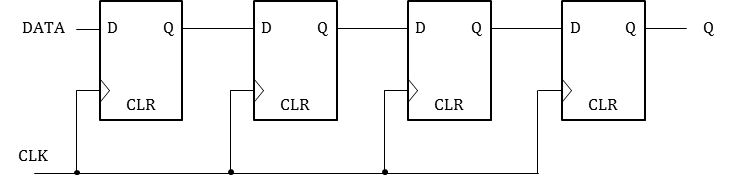 DATA D Q D Q D Q D Q Q
CLR CLR CLR CLR
CLK